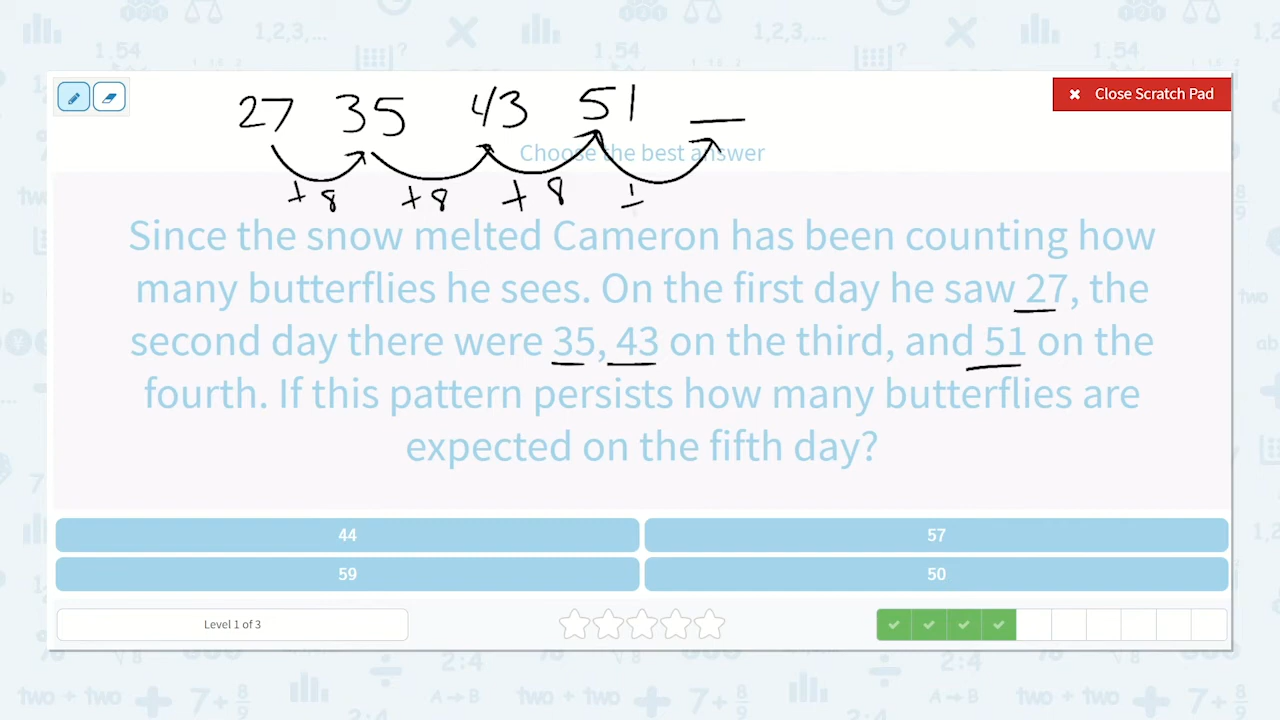 Close Scratch Pad
27 35 43 51 __
Choose the best answer
+8 +8 +8 +
Since the snow melted Cameron has been counting how
many butterflies he sees. On the first day he saw 27, the
second day there were 35, 43 on the third, and 51 on the
fourth. If this pattern persists how many butterflies are
expected on the fifth day?
44 57
59 50
Level 1 of 3